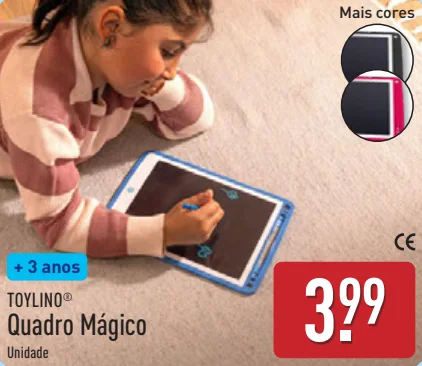 Mais cores
CE
+ 3 anos
TOYLINO®
Quadro Mágico
Unidade
3.99